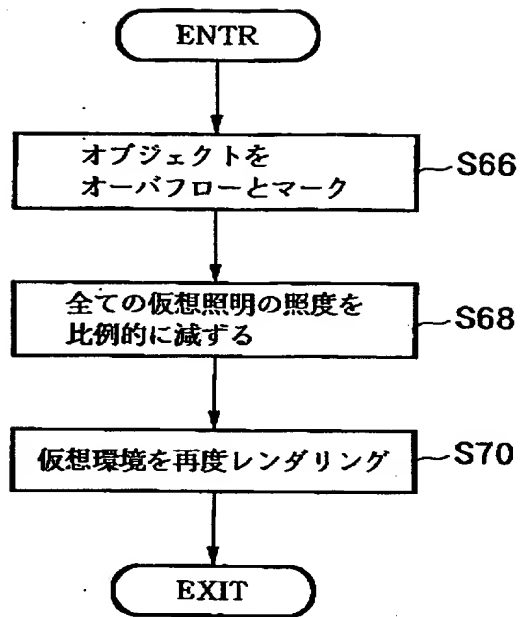 ENTR
オブジェクトを
オーバフローとマーク
S66
全ての仮想照明の照度を
比例的に減ずる
S68
仮想環境を再度レンダリング
S70
EXIT